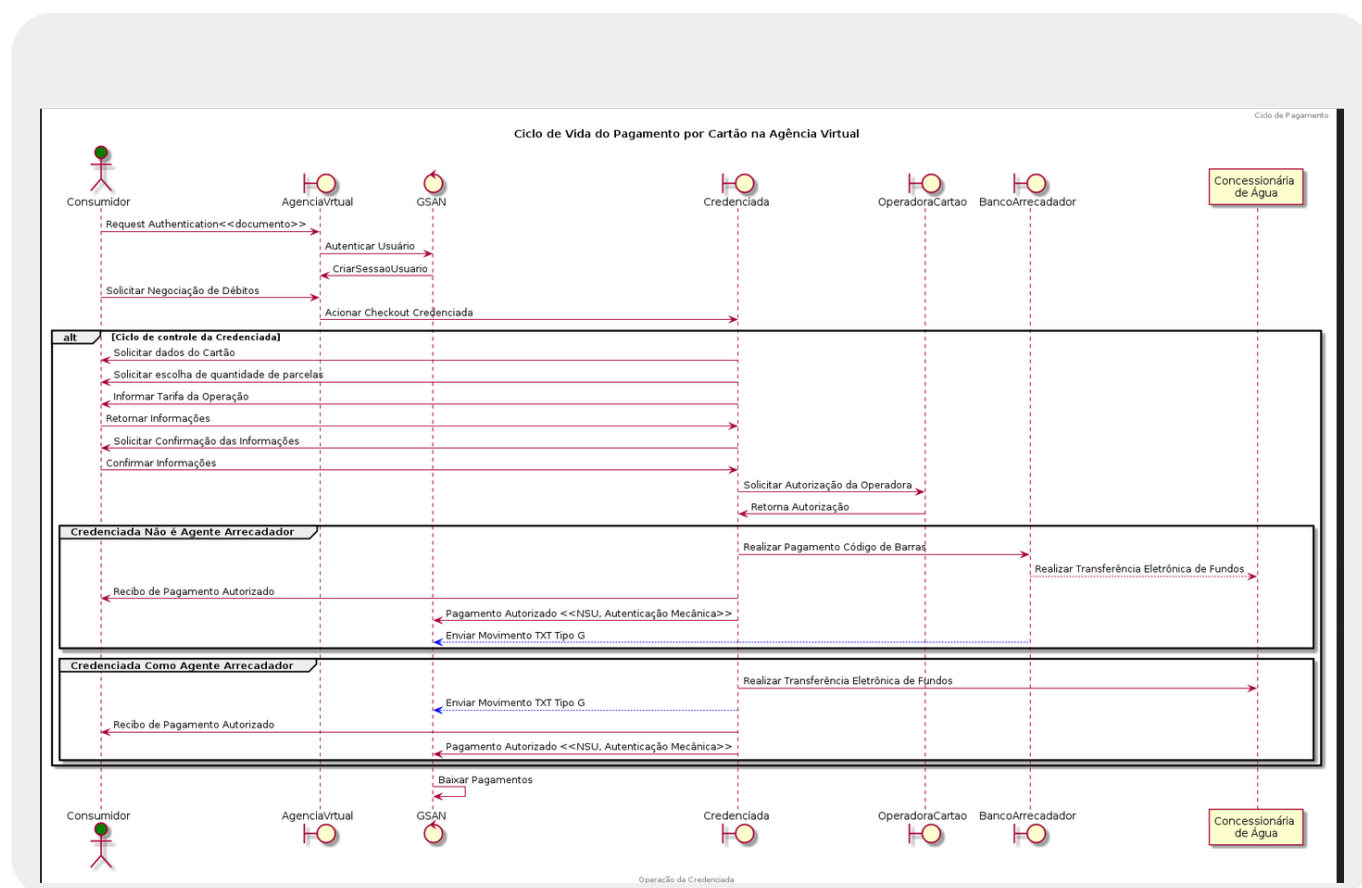 Ciclo de Pagamento
Ciclo de Vida do Pagamento por Cartão na Agência Virtual
Consumidor
AgenciaVrtual
GSAN
Credenciada
OperadoraCartao
BancoArrecadador
Concessionária
de Água
Request Authentication<<documento>>
Autenticar Usuário
CriarSessaoUsuario
Solicitar Negociação de Débitos
Acionar Checkout Credenciada
alt
[Ciclo de controle da Credenciada]
Solicitar dados do Cartão
Solicitar escolha de quantidade de parcelas
Informar Tarifa da Operação
Retornar Informações
Solicitar Confirmação das Informações
Confirmar Informações
Solicitar Autorização da Operadora
Retorna Autorização
Credenciada Não é Agente Arrecadador
Realizar Pagamento Código de Barras
Realizar Transferência Eletrônica de Fundos
Recibo de Pagamento Autorizado
Pagamento Autorizado <<NSU, Autenticação Mecânica>>
Enviar Movimento TXT Tipo G
Credenciada Como Agente Arrecadador
Realizar Transferência Eletrônica de Fundos
Enviar Movimento TXT Tipo G
Recibo de Pagamento Autorizado
Pagamento Autorizado <<NSU, Autenticação Mecânica>>
Baixar Pagamentos
Consumidor
AgenciaVrtual
GSAN
Credenciada
OperadoraCartao
BancoArrecadador
Concessionária
de Água
Operação da Credenciada